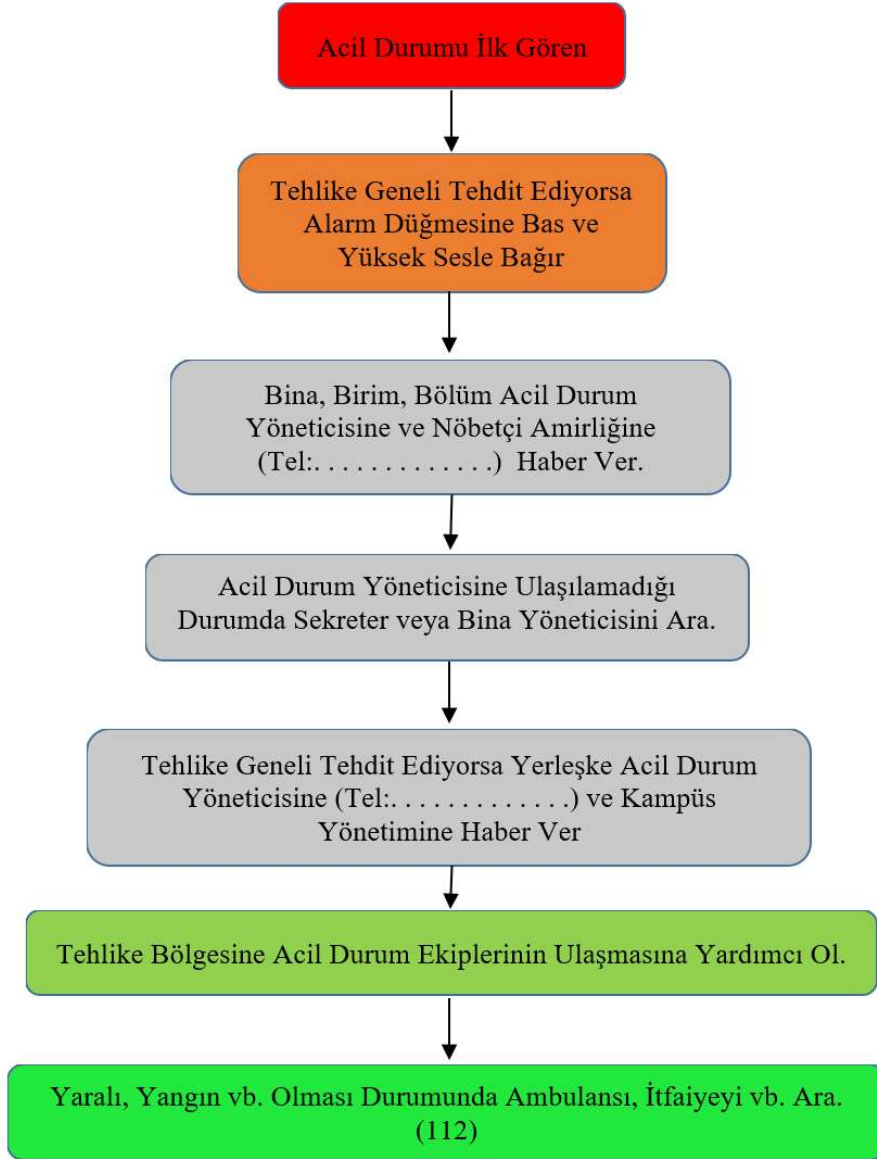 Acil Durumu İlk Gören
Tehlike Geneli Tehdit Ediyorsa
Alarm Düğmesine Bas ve
Yüksek Sesle Bağır
Bina, Birim, Bölüm Acil Durum
Yöneticisine ve Nöbetçi Amirliğine
(Tel:. . . . . . . . . . . . .) Haber Ver.
Acil Durum Yöneticisine Ulaşılamadığı
Durumda Sekreter veya Bina Yöneticisini Ara.
Tehlike Geneli Tehdit Ediyorsa Yerleşke Acil Durum
Yöneticisine (Tel:. . . . . . . . . . . . .) ve Kampüs
Yönetimine Haber Ver
Tehlike Bölgesine Acil Durum Ekiplerinin Ulaşmasına Yardımcı Ol.
Yaralı, Yangın vb. Olması Durumunda Ambulansı, İtfaiyeyi vb. Ara.
(112)